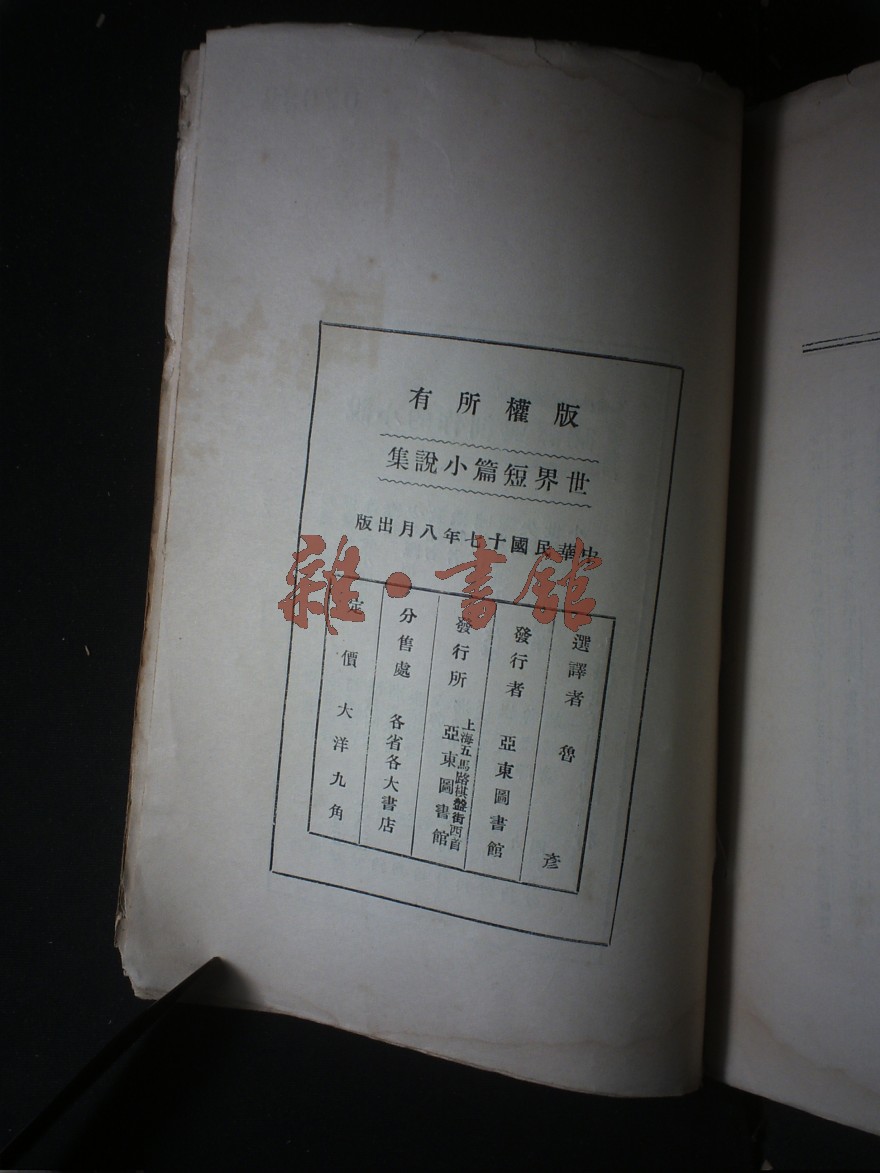 版權所有
世界短篇小說集
中華民國十七年八月出版
選譯者 魯彥
發行者 亞東圖書館
發行所 上海五馬路棋盤街西首
亞東圖書館
分售處 各省各大書店
定價大洋九角
雜·書館